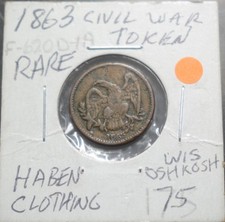 1863 CIVIL WAR
F-620D-1a TOKEN
RARE
HABEN
CLOTHING
WIS
OSHKOSH
175